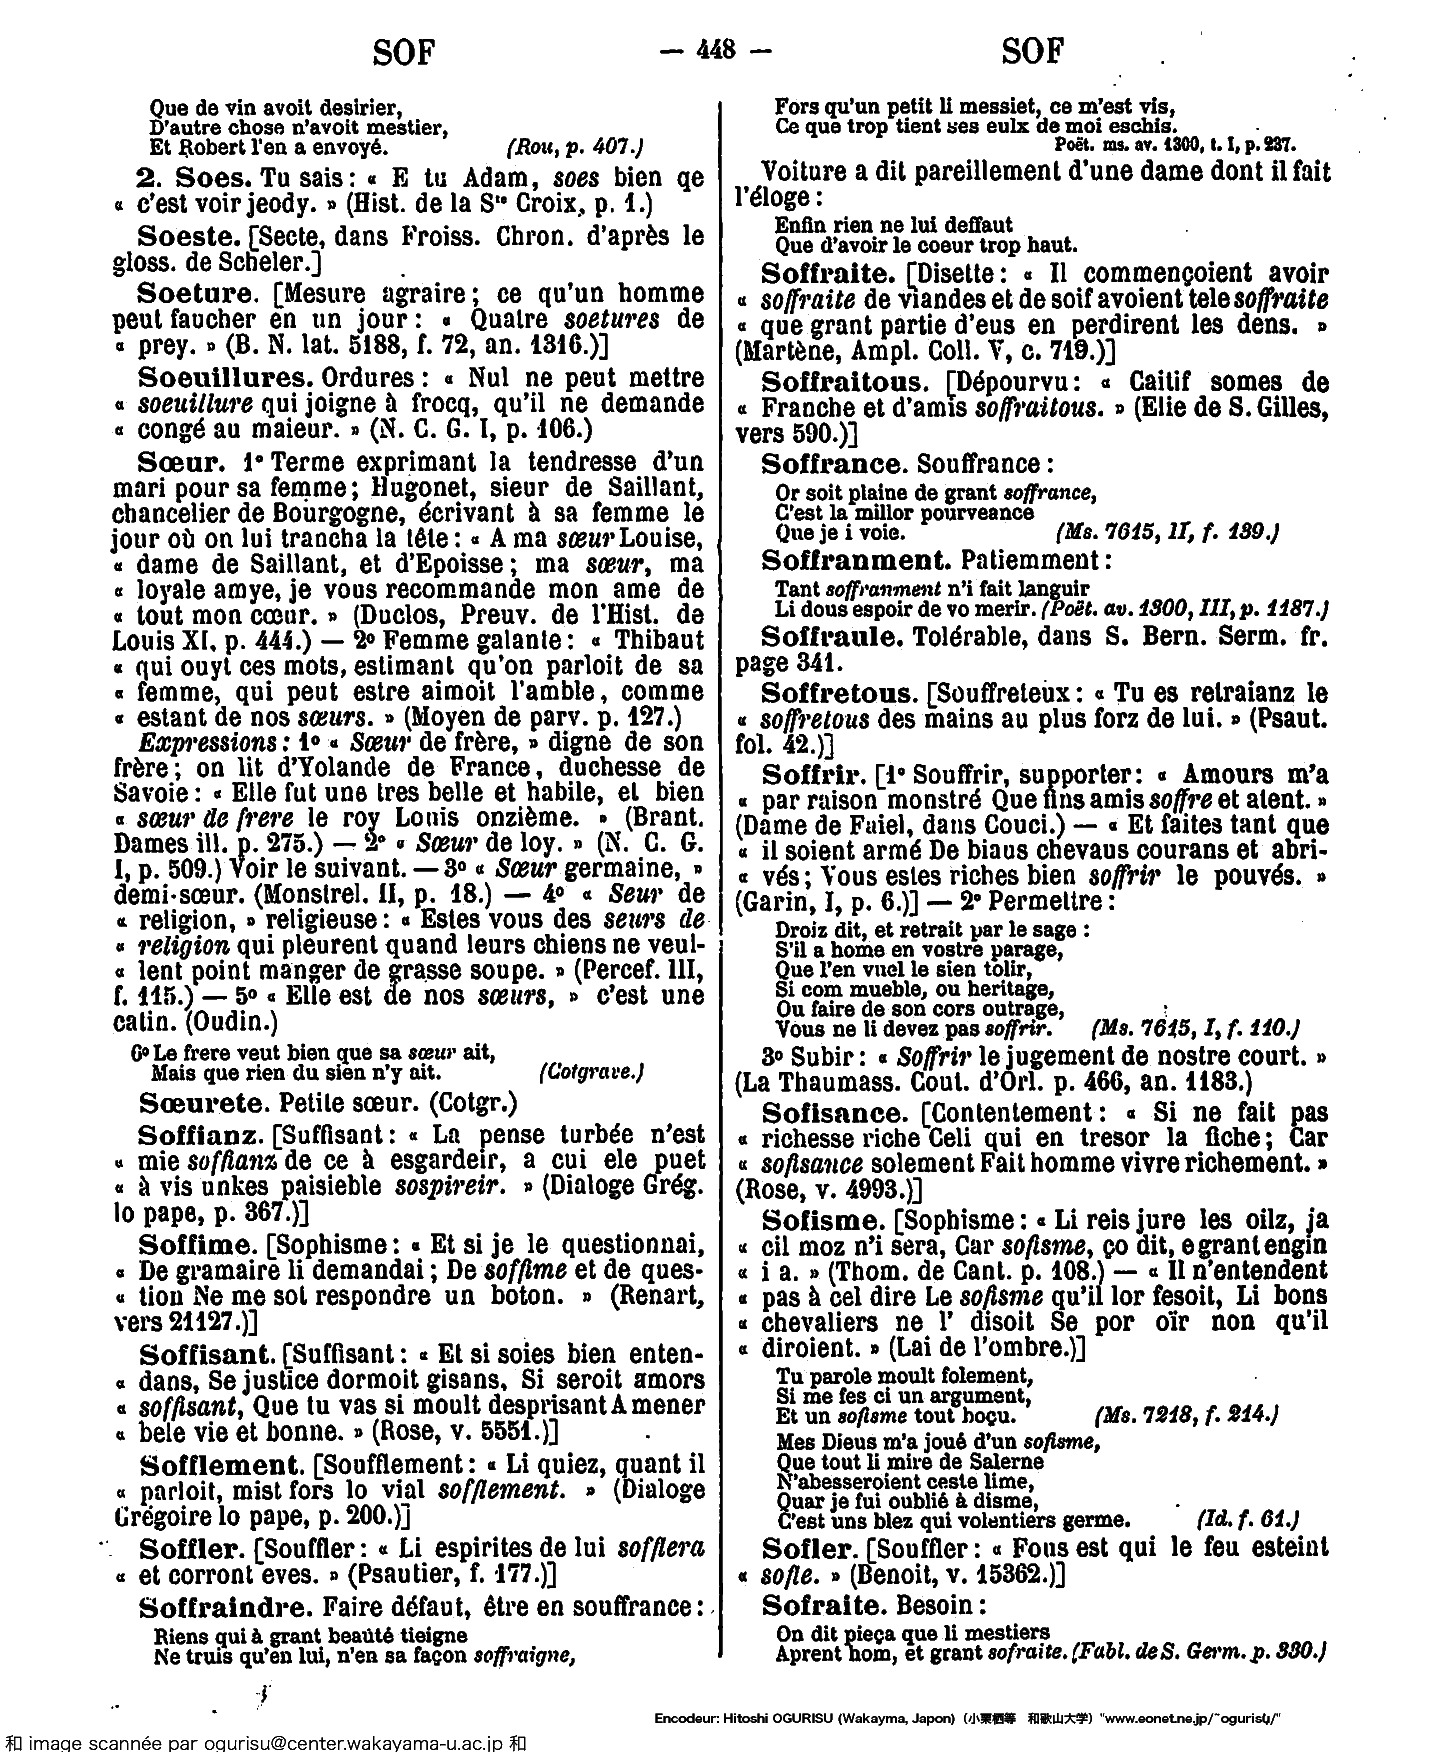 SOF — 448 — SOF
Que de vin avoit desirier,
D'autre chose n'avoit mestier,
Et Robert l'en a envoyé. (Rou, p. 407.)
2. Soes. Tu sais : « E tu Adam, soes bien qe
« c'est voir jeody. » (Hist. de la Ste Croix, p. 1.)
Soeste. [Secte, dans Froiss. Chron. d'après le
gloss. de Scheler.]
Soeture. [Mesure agraire ; ce qu'un homme
peut faucher en un jour : « Quatre soetures de
« prey. » (B. N. lat. 5188, f. 72, an. 1316.)]
Soeuillures. Ordures : « Nul ne peut mettre
« soeuillure qui joigne à frocq, qu'il ne demande
« congé au maieur. » (N. C. G. I, p. 106.)
Sœur. 1° Terme exprimant la tendresse d'un
mari pour sa femme ; Hugonet, sieur de Saillant,
chancelier de Bourgogne, écrivant à sa femme le
jour où on lui trancha la tête : « A ma sœur Louise,
« dame de Saillant, et d'Epoisse ; ma sœur, ma
« loyale amye, je vous recommande mon ame de
« tout mon cœur. » (Duclos, Preuv. de l'Hist. de
Louis XI, p. 444.) — 2° Femme galante : « Thibaut
« qui ouyt ces mots, estimant qu'on parloit de sa
« femme, qui peut estre aimoit l'amble, comme
« estant de nos sœurs. » (Moyen de parv. p. 127.)
Expressions : 1° « Sœur de frère, » digne de son
frère ; on lit d'Yolande de France, duchesse de
Savoie : « Elle fut une tres belle et habile, et bien
« sœur de frere le roy Louis onzième. » (Brant.
Dames ill. p. 275.) — 2° « Sœur de loy. » (N. C. G.
I, p. 509.) Voir le suivant. — 3° « Sœur germaine, »
demi-sœur. (Monstrel. II, p. 18.) — 4° « Seur de
« religion, » religieuse : « Estes vous des seurs de
« religion qui pleurent quand leurs chiens ne veul-
« lent point manger de grasse soupe. » (Percef. III,
f. 115.) — 5° « Elle est de nos sœurs, » c'est une
catin. (Oudin.)
6° Le frere veut bien que sa sœur ait,
Mais que rien du sien n'y ait. (Cotgrave.)
Sœurete. Petite sœur. (Cotgr.)
Soffianz. [Suffisant : « La pense turbée n'est
« mie soffianz de ce à esgardeir, a cui ele puet
« à vis unkes paisieble sospireir. » (Dialoge Grég.
lo pape, p. 367.)]
Soffime. [Sophisme : « Et si je le questionnai,
« De gramaire li demandai ; De soffime et de ques-
« tion Ne me sot respondre un boton. » (Renart,
vers 21127.)]
Soffisant. [Suffisant : « Et si soies bien enten-
« dans, Se justice dormoit gisans, Si seroit amors
« soffisant, Que tu vas si moult desprisant A mener
« bele vie et bonne. » (Rose, v. 5551.)]
Sofflement. [Soufflement : « Li quiez, quant il
« parloit, mist fors lo vial sofflement. » (Dialoge
Grégoire lo pape, p. 200.)]
Soffler. [Souffler : « Li espirites de lui sofflera
« et corront eves. » (Psautier, f. 177.)]
Soffraindre. Faire défaut, être en souffrance :
Riens qui à grant beauté tieigne
Ne truis qu'en lui, n'en sa façon soffraigne,
Fors qu'un petit li messiet, ce m'est vis,
Ce que trop tient ses eulx de moi eschis.
Poët. ms. av. 1300, t. I, p. 237.
Voiture a dit pareillement d'une dame dont il fait
l'éloge :
Enfin rien ne lui deffaut
Que d'avoir le coeur trop haut.
Soffraite. [Disette : « Il commençoient avoir
« soffraite de viandes et de soif avoient tele soffraite
« que grant partie d'eus en perdirent les dens. »
(Martène, Ampl. Coll. V, c. 719.)]
Soffraitous. [Dépourvu : « Caitif somes de
« Franche et d'amis soffraitous. » (Elie de S. Gilles,
vers 590.)]
Soffrance. Souffrance :
Or soit plaine de grant soffrance,
C'est la millor pourveance
Que je i voie. (Ms. 7615, II, f. 139.)
Soffranment. Patiemment :
Tant soffranment n'i fait languir
Li dous espoir de vo merir. (Poët. av. 1300, III, p. 1187.)
Soffraule. Tolérable, dans S. Bern. Serm. fr.
page 341.
Soffretous. [Souffreteux : « Tu es retraianz le
« soffretous des mains au plus forz de lui. » (Psaut.
fol. 42.)]
Soffrir. [1° Souffrir, supporter : « Amours m'a
« par raison monstré Que fins amis soffre et atent. »
(Dame de Faiel, dans Couci.) — « Et faites tant que
« il soient armé De biaus chevaus courans et abri-
« vés ; Vous estes riches bien soffrir le pouvés. »
(Garin, I, p. 6.)] — 2° Permettre :
Droiz dit, et retrait par le sage :
S'il a home en vostre parage,
Que l'en vuel le sien tolir,
Si com mueble, ou heritage,
Ou faire de son cors outrage,
Vous ne li devez pas soffrir. (Ms. 7615, I, f. 110.)
3° Subir : « Soffrir le jugement de nostre court. »
(La Thaumass. Cout. d'Orl. p. 466, an. 1183.)
Sofisance. [Contentement : « Si ne fait pas
« richesse riche Celi qui en tresor la fiche ; Car
« sofisance solement Fait homme vivre richement. »
(Rose, v. 4993.)]
Sofisme. [Sophisme : « Li reis jure les oilz, ja
« cil moz n'i sera, Car sofisme, ço dit, e grant engin
« i a. » (Thom. de Cant. p. 108.) — « Il n'entendent
« pas à cel dire Le sofisme qu'il lor fesoit, Li bons
« chevaliers ne l' disoit Se por oïr non qu'il
« diroient. » (Lai de l'ombre.)]
Tu parole moult folement,
Si me fes ci un argument,
Et un sofisme tout boçu. (Ms. 7218, f. 214.)
Mes Dieus m'a joué d'un sofisme,
Que tout li mire de Salerne
N'abesseroient ceste lime,
Quar je fui oublié à disme,
C'est uns blez qui volentiers germe. (Id. f. 61.)
Sofler. [Souffler : « Fous est qui le feu esteint
« sofle. » (Benoit, v. 15362.)]
Sofraite. Besoin :
On dit pieça que li mestiers
Aprent hom, et grant sofraite. (Fabl. de S. Germ. p. 330.)
Encodeur: Hitoshi OGURISU (Wakayma, Japon) (小栗栖等 和歌山大学) "www.eonet.ne.jp/~ogurisu/"
和 image scannée par ogurisu@center.wakayama-u.ac.jp 和